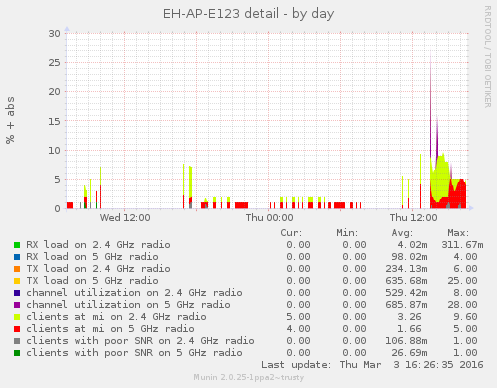 EH-AP-E123 detail - by day
RRDTOOL / TOBI OETIKER
% + abs
30
25
20
15
10
5
0
Wed 12:00 Thu 00:00 Thu 12:00
Cur: Min: Avg: Max:
RX load on 2.4 GHz radio 0.00 0.00 4.02m 311.67m
RX load on 5 GHz radio 0.00 0.00 98.02m 4.00
TX load on 2.4 GHz radio 0.00 0.00 234.13m 6.00
TX load on 5 GHz radio 0.00 0.00 635.68m 25.00
channel utilization on 2.4 GHz radio 0.00 0.00 529.42m 8.00
channel utilization on 5 GHz radio 0.00 0.00 685.87m 28.00
clients at mi on 2.4 GHz radio 5.00 0.00 3.26 9.60
clients at mi on 5 GHz radio 4.00 0.00 1.66 5.00
clients with poor SNR on 2.4 GHz radio 0.00 0.00 106.88m 1.00
clients with poor SNR on 5 GHz radio 0.00 0.00 26.69m 1.00
Last update: Thu Mar 3 16:26:35 2016
Munin 2.0.25-1ppa2~trusty